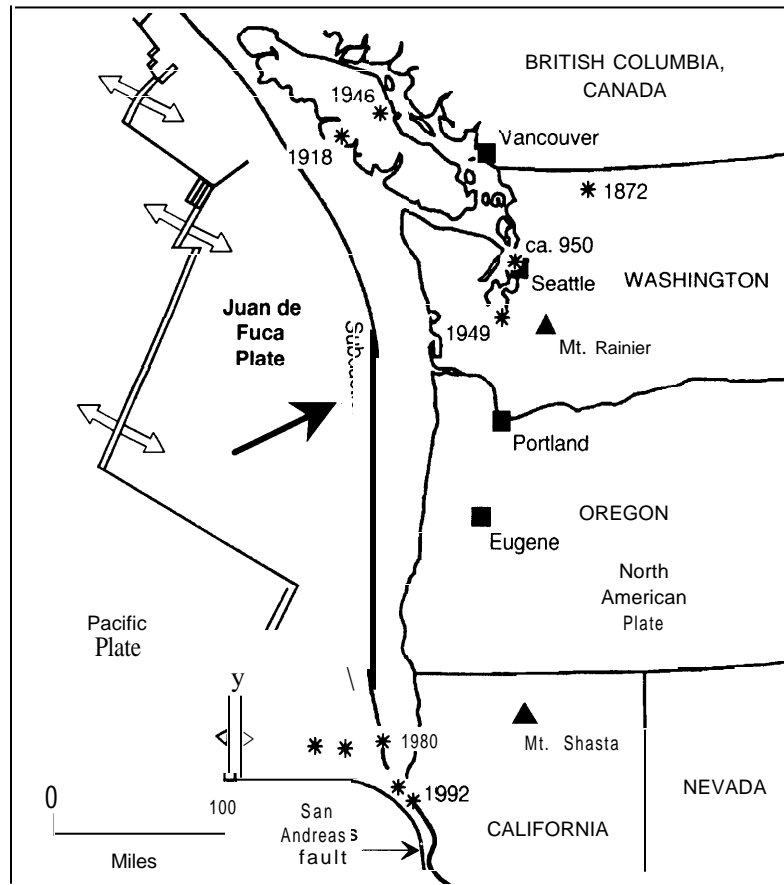 BRITISH COLUMBIA,
CANADA
1946
Vancouver
1918
1872
ca. 950
Seattle
WASHINGTON
Juan de
Fuca
Plate
1949
Mt. Rainier
Portland
OREGON
Eugene
North
American
Plate
Pacific
Plate
y
1980
Mt. Shasta
NEVADA
0
100
1992
San
Andreas
fault
CALIFORNIA
Miles